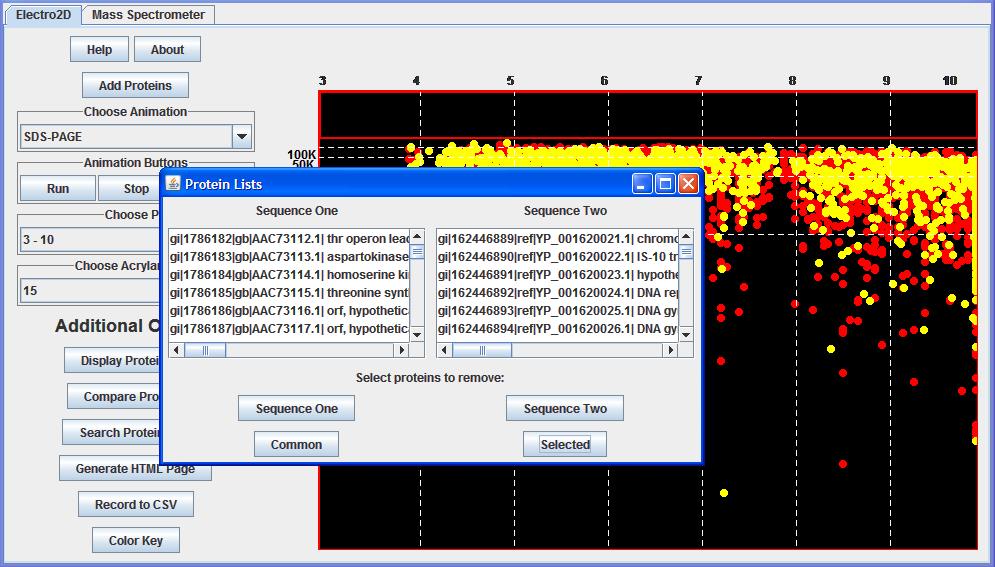 Electro2D
Mass Spectrometer
Help
About
Add Proteins
Choose Animation
SDS-PAGE
Animation Buttons
Run
Stop
Choose P
3 - 10
Choose Acrylar
15
Additional O
Display Protei
Compare Pro
Search Protei
Generate HTML Page
Record to CSV
Color Key
3 4 5 6 7 8 9 10
100K
50K
Protein Lists
Sequence One
gi|1786182|gb|AAC73112.1| thr operon lead
gi|1786183|gb|AAC73113.1| aspartokinase
gi|1786184|gb|AAC73114.1| homoserine kin
gi|1786185|gb|AAC73115.1| threonine synt
gi|1786186|gb|AAC73116.1| orf, hypothetica
gi|1786187|gb|AAC73117.1| orf, hypothetica
Sequence Two
gi|162446889|ref|YP_001620021.1| chromo
gi|162446890|ref|YP_001620022.1| IS-10 tr
gi|162446891|ref|YP_001620023.1| hypothe
gi|162446892|ref|YP_001620024.1| DNA rep
gi|162446893|ref|YP_001620025.1| DNA gy
gi|162446894|ref|YP_001620026.1| DNA gy
Select proteins to remove:
Sequence One
Sequence Two
Common
Selected